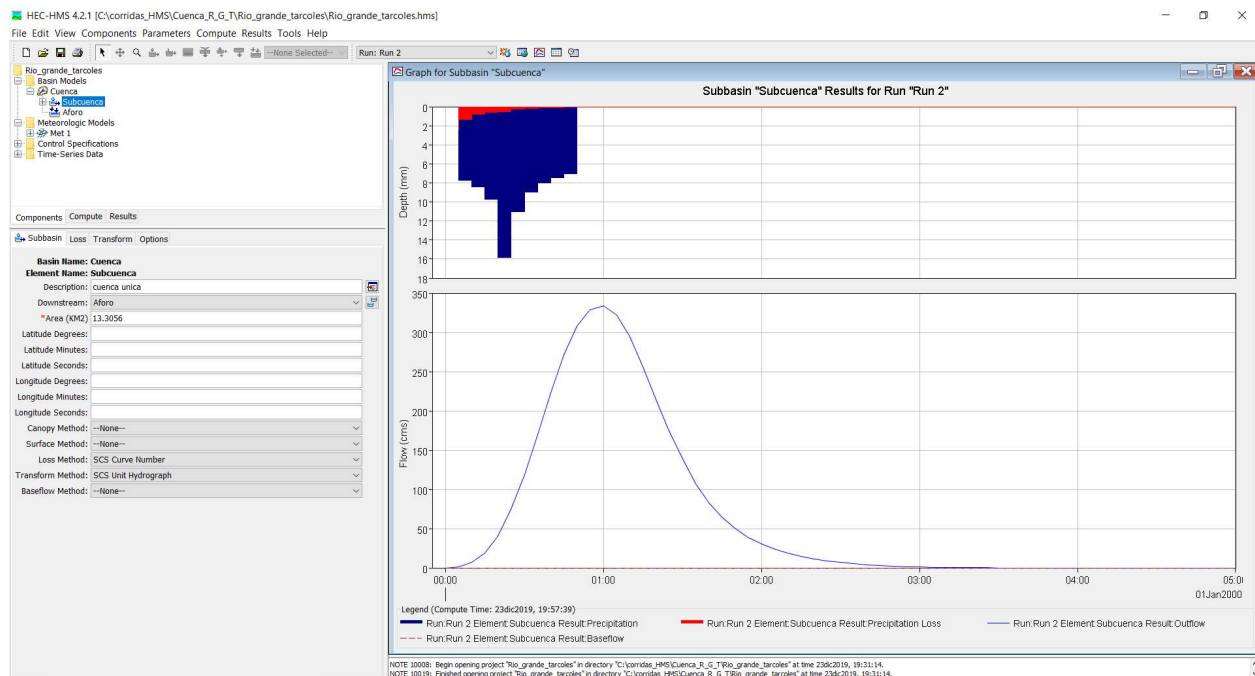 HEC-HMS 4.2.1 [C:\corridas_HMS\Cuenca_R_G_T\Rio_grande_tarcoles\Rio_grande_tarcoles.hms]
File Edit View Components Parameters Compute Results Tools Help
--None Selected-- Run: Run 2
Rio_grande_tarcoles
Basin Models
Cuenca
Subcuenca
Aforo
Meteorologic Models
Met 1
Control Specifications
Time-Series Data
Components Compute Results
Subbasin Loss Transform Options
Basin Name: Cuenca
Element Name: Subcuenca
Description: cuenca unica
Downstream: Aforo
*Area (KM2) 13.3056
Latitude Degrees:
Latitude Minutes:
Latitude Seconds:
Longitude Degrees:
Longitude Minutes:
Longitude Seconds:
Canopy Method: --None--
Surface Method: --None--
Loss Method: SCS Curve Number
Transform Method: SCS Unit Hydrograph
Baseflow Method: --None--
Graph for Subbasin "Subcuenca"
Subbasin "Subcuenca" Results for Run "Run 2"
Depth (mm)
0
2
4
6
8
10
12
14
16
18
Flow (cms)
350
300
250
200
150
100
50
0
00:00 01:00 02:00 03:00 04:00 05:00
01Jan2000
Legend (Compute Time: 23dic2019, 19:57:39)
Run:Run 2 Element:Subcuenca Result:Precipitation Run:Run 2 Element:Subcuenca Result:Precipitation Loss Run:Run 2 Element:Subcuenca Result:Outflow
Run:Run 2 Element:Subcuenca Result:Baseflow
NOTE 10008: Begin opening project "Rio_grande_tarcoles" in directory "C:\corridas_HMS\Cuenca_R_G_T\Rio_grande_tarcoles" at time 23dic2019, 19:31:14.
NOTE 10019: Finished opening project "Rio_grande_tarcoles" in directory "C:\corridas_HMS\Cuenca_R_G_T\Rio_grande_tarcoles" at time 23dic2019, 19:31:14.